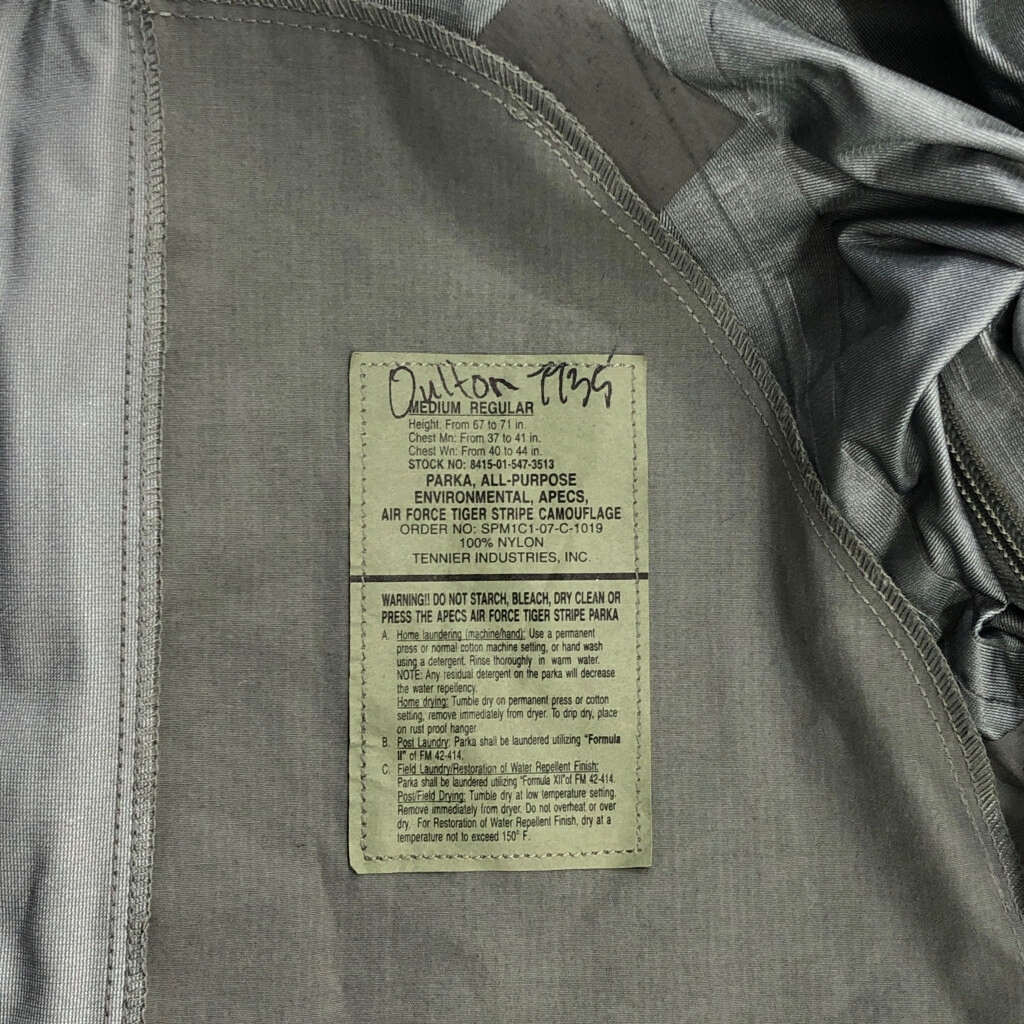 Oulton 7735
MEDIUM REGULAR
Height: From 67 to 71 in.
Chest Mn: From 37 to 41 in.
Chest Wn: From 40 to 44 in.
STOCK NO: 8415-01-547-3513
PARKA, ALL-PURPOSE
ENVIRONMENTAL, APECS,
AIR FORCE TIGER STRIPE CAMOUFLAGE
ORDER NO: SPM1C1-07-C-1019
100% NYLON
TENNIER INDUSTRIES, INC.
WARNING!! DO NOT STARCH, BLEACH, DRY CLEAN OR
PRESS THE APECS AIR FORCE TIGER STRIPE PARKA
A. Home laundering (machine/hand): Use a permanent
press or normal cotton machine setting, or hand wash
using a detergent. Rinse thoroughly in warm water.
NOTE: Any residual detergent on the parka will decrease
the water repellency.
Home drying: Tumble dry on permanent press or cotton
setting, remove immediately from dryer. To drip dry, place
on rust proof hanger.
B. Post Laundry: Parka shall be laundered utilizing "Formula
II" of FM 42-414.
C. Field Laundry/Restoration of Water Repellent Finish:
Parka shall be laundered utilizing "Formula XII"of FM 42-414.
Post/Field Drying: Tumble dry at low temperature setting.
Remove immediately from dryer. Do not overheat or over
dry. For Restoration of Water Repellent Finish, dry at a
temperature not to exceed 150° F.